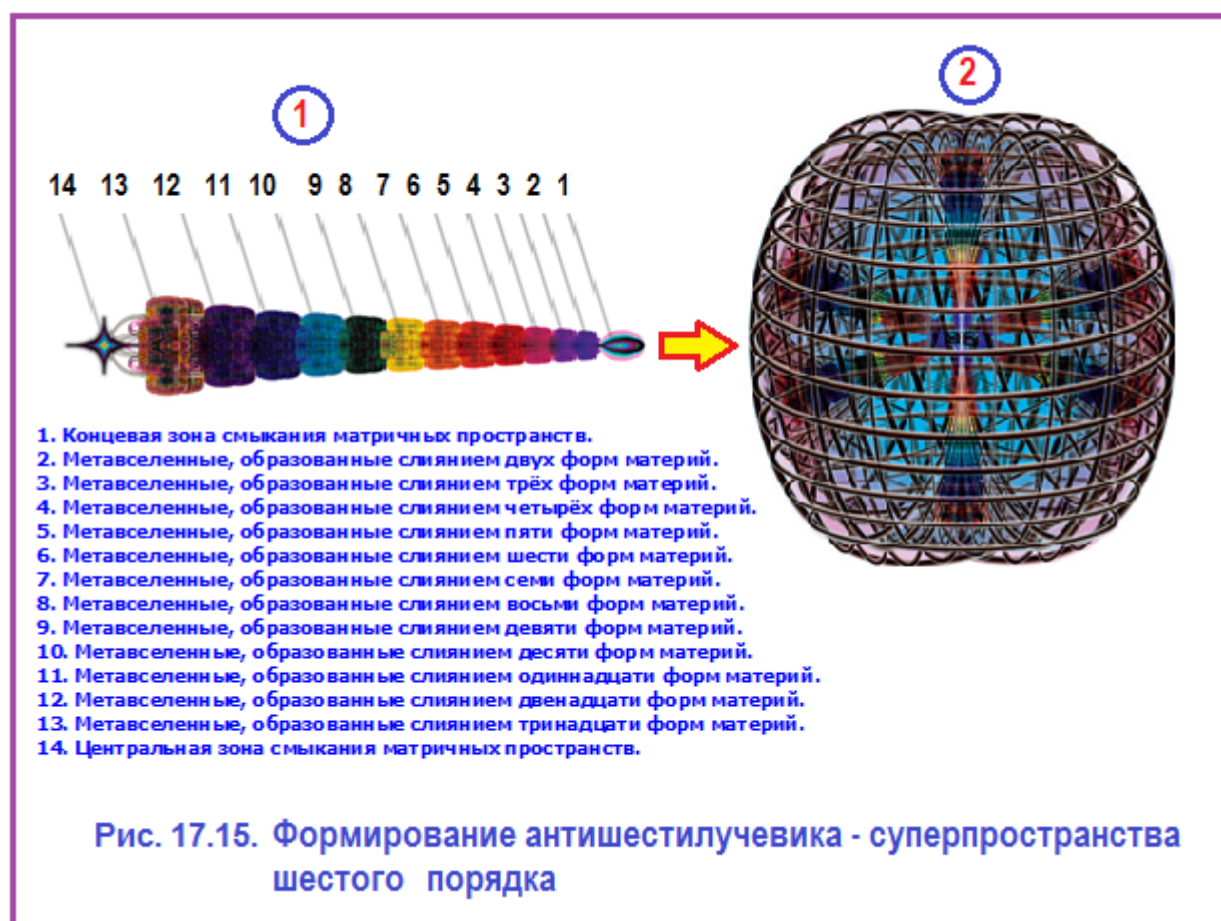 1
2
14 13 12 11 10 9 8 7 6 5 4 3 2 1
1. Концевая зона смыкания матричных пространств.
2. Метавселенные, образованные слиянием двух форм материй.
3. Метавселенные, образованные слиянием трёх форм материй.
4. Метавселенные, образованные слиянием четырёх форм материй.
5. Метавселенные, образованные слиянием пяти форм материй.
6. Метавселенные, образованные слиянием шести форм материй.
7. Метавселенные, образованные слиянием семи форм материй.
8. Метавселенные, образованные слиянием восьми форм материй.
9. Метавселенные, образованные слиянием девяти форм материй.
10. Метавселенные, образованные слиянием десяти форм материй.
11. Метавселенные, образованные слиянием одиннадцати форм материй.
12. Метавселенные, образованные слиянием двенадцати форм материй.
13. Метавселенные, образованные слиянием тринадцати форм материй.
14. Центральная зона смыкания матричных пространств.
Рис. 17.15. Формирование антишестилучевика - суперпространства
шестого порядка